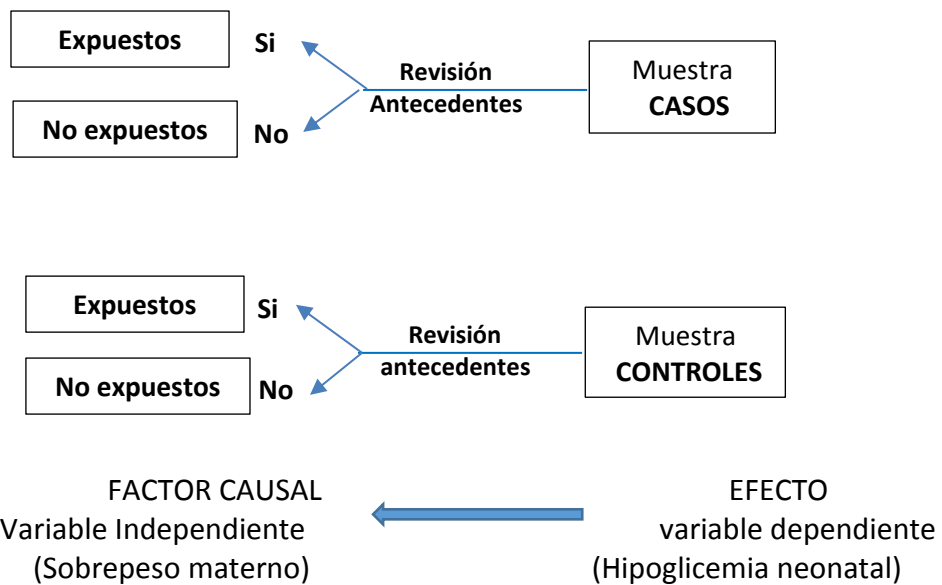 Expuestos Si
Revisión
Antecedentes
Muestra
CASOS
No expuestos No
Expuestos Si
Revisión
antecedentes
Muestra
CONTROLES
No expuestos No
FACTOR CAUSAL
EFECTO
Variable Independiente
variable dependiente
(Sobrepeso materno)
(Hipoglicemia neonatal)